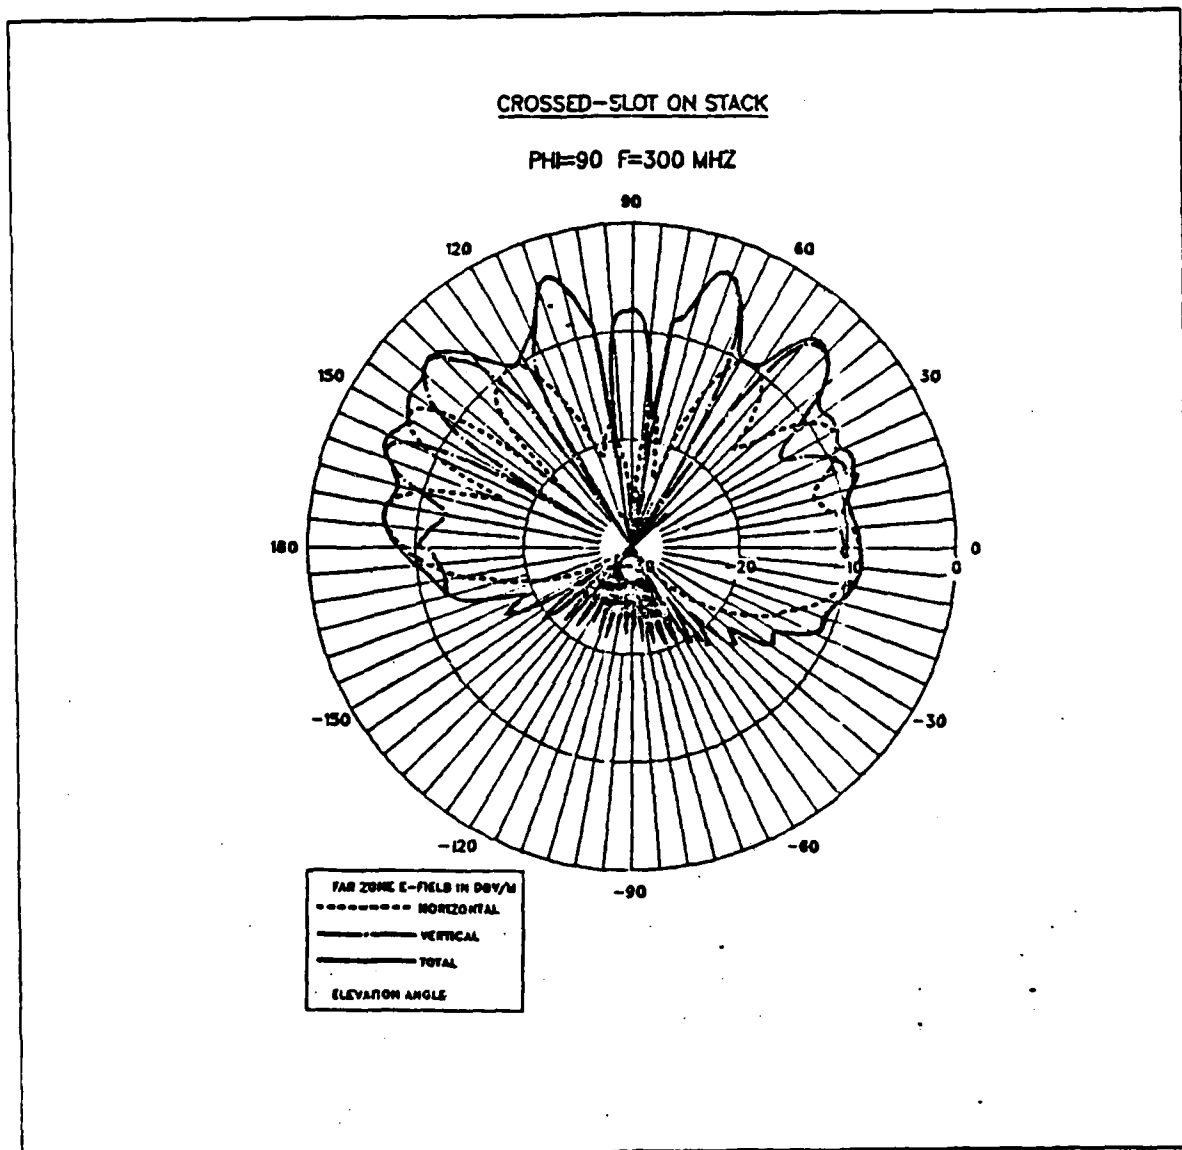 CROSSED-SLOT ON STACK
PHI=90 F=300 MHZ
90
120
60
150
30
180
-20
-10
0
0
-150
-30
-120
-60
-90
FAR ZONE E-FIELD IN DBV/M
HORIZONTAL
VERTICAL
TOTAL
ELEVATION ANGLE